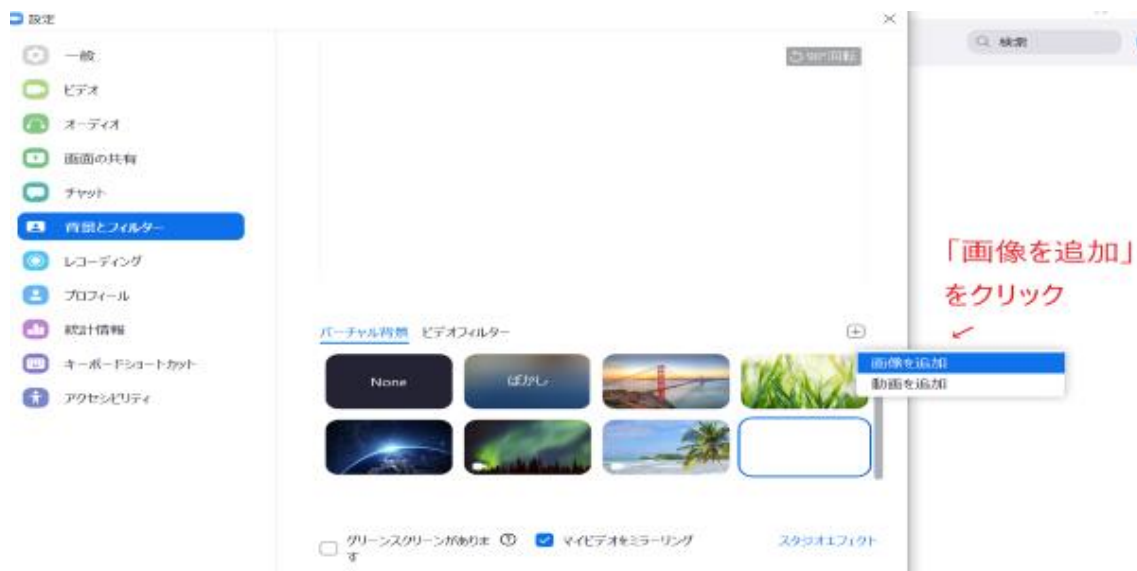 設定
検索
一般
90°回転
ビデオ
オーディオ
画面の共有
チャット
背景とフィルター
レコーディング
プロフィール
統計情報
キーボードショートカット
アクセシビリティ
「画像を追加」
をクリック
バーチャル背景 ビデオフィルター
画像を追加
動画を追加
None
ぼかし
グリーンスクリーンがありま
す
マイビデオをミラーリング
スタジオエフェクト